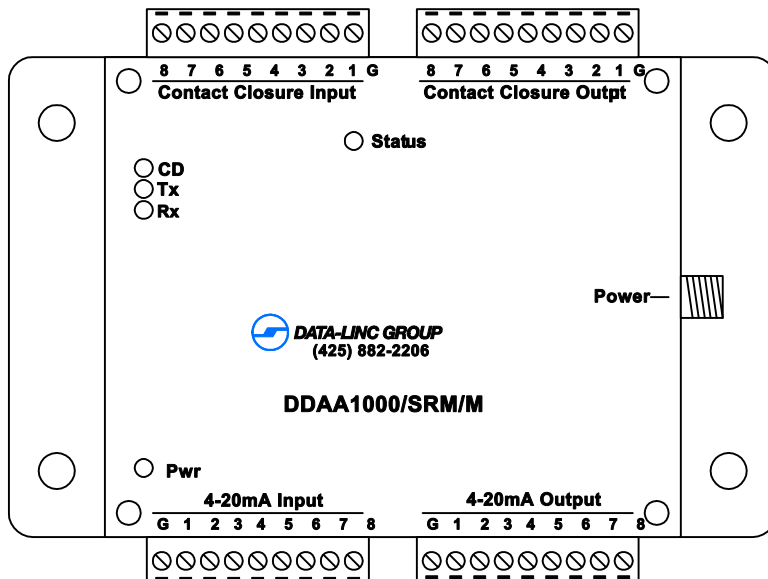 8 7 6 5 4 3 2 1 G
Contact Closure Input
8 7 6 5 4 3 2 1 G
Contact Closure Outpt
Status
CD
Tx
Rx
Power
DATA-LINC GROUP
(425) 882-2206
DDAA1000/SRM/M
Pwr
4-20mA Input
G 1 2 3 4 5 6 7 8
4-20mA Output
G 1 2 3 4 5 6 7 8